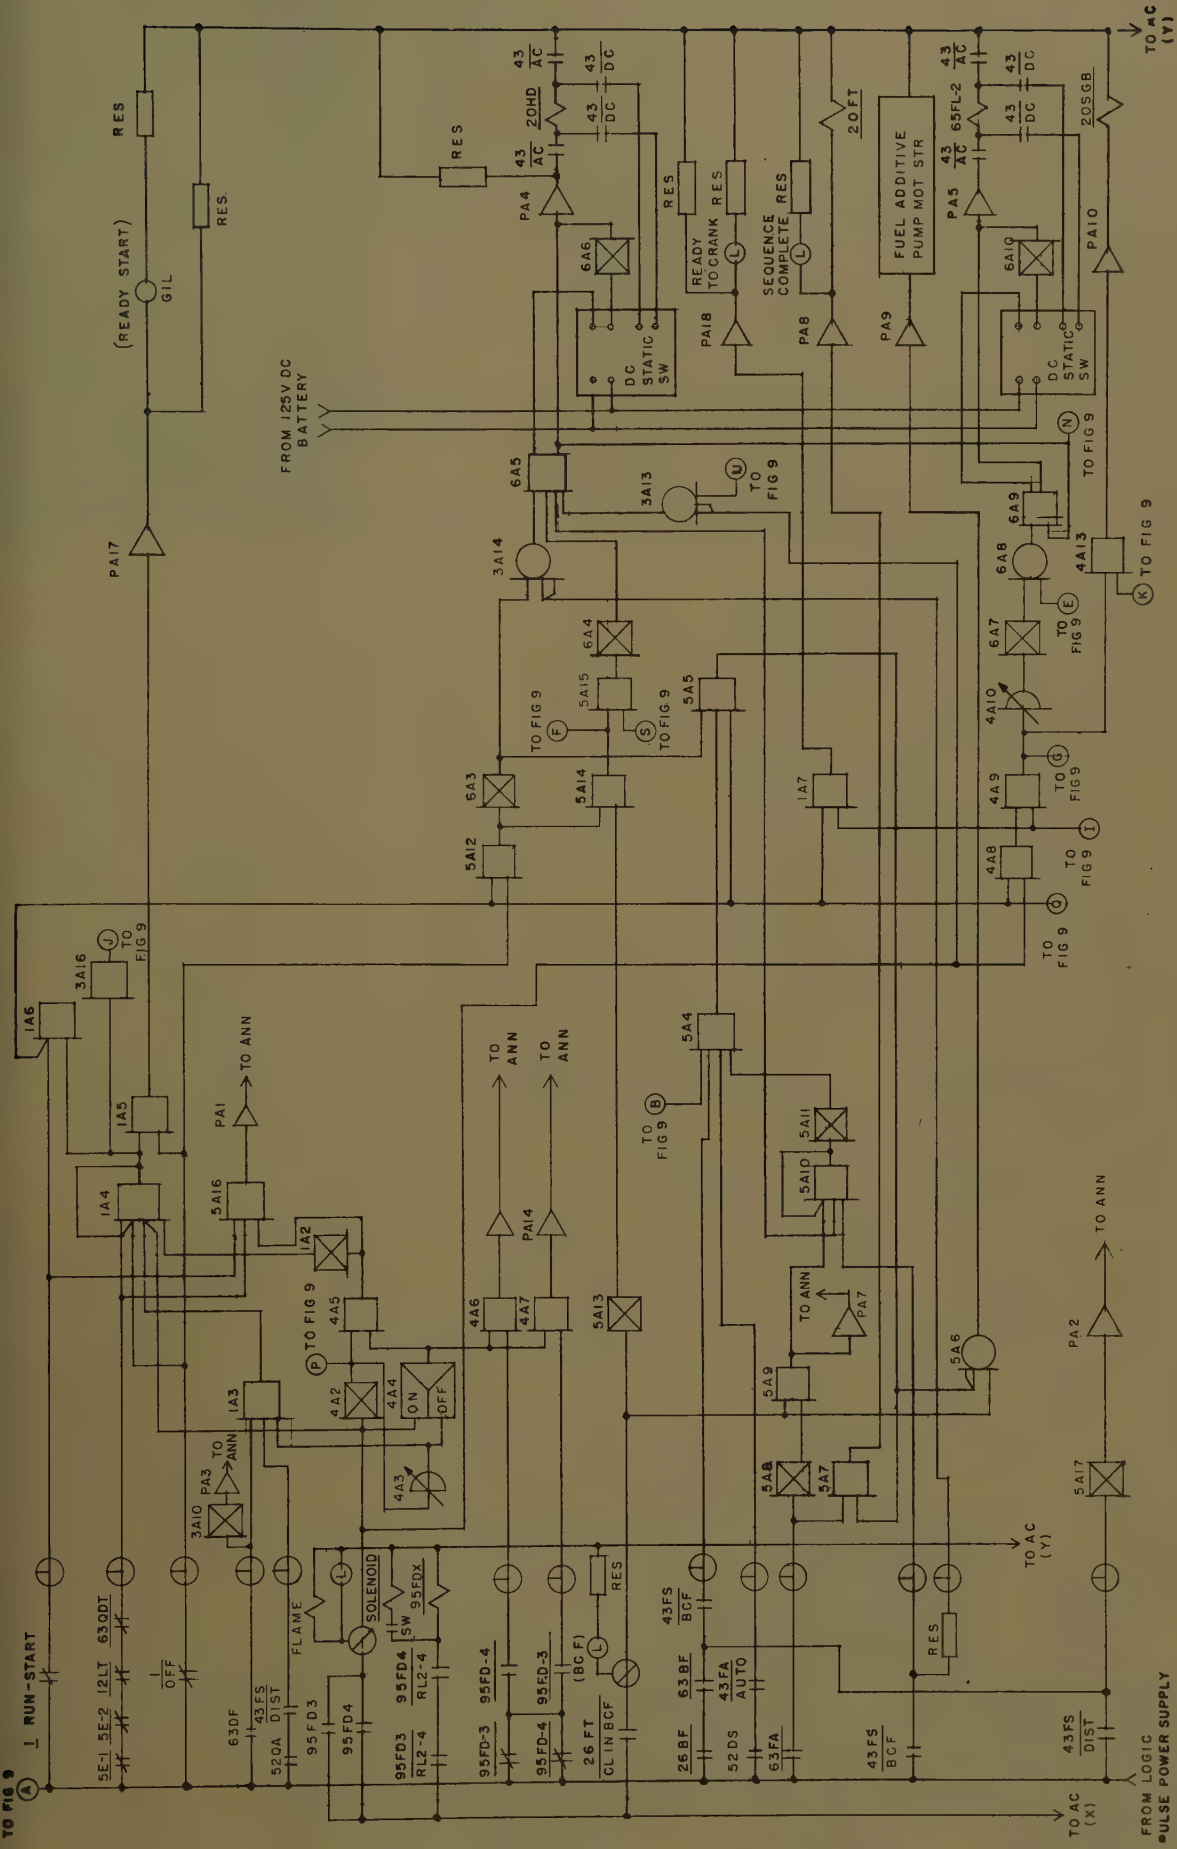 TO FIG 9
A
1 RUN-START
5E-1 5E-2 12LT 63QDT
1
OFF
63DF
43FS
DIST
52QA
95FD3
95FD4
FLAME
L
SOLENOID
SW
95FDX
95FD3
RL2-4
95FD4
RL2-4
95FD-3
95FD-4
95FD-4
95FD-3
(BCF)
L
RES
26FT
CL IN BCF
26BF
63BF
43FS
BCF
52DS
43FA
AUTO
63FA
43FS
BCF
RES
43FS
DIST
TO AC
(X)
TO AC
(Y)
FROM LOGIC
PULSE POWER SUPPLY
3A10
PA3
TO
ANN
1A3
4A3
4A2
4A4
ON
OFF
P
TO FIG 9
4A5
1A2
1A4
5A16
PA1
TO ANN
1A5
1A6
3A16
J
TO
FIG 9
4A6
4A7
PA14
TO
ANN
TO
ANN
5A13
5A8
5A7
5A9
TO ANN
PA7
5A10
5A11
5A4
B
TO
FIG 9
5A6
5A17
PA2
TO ANN
PA17
(READY START)
GIL
RES
RES
FROM 125V DC
BATTERY
5A12
6A3
5A14
TO FIG 9
F
5A15
S
TO FIG 9
6A4
3A14
6A5
3A13
U
TO
FIG 9
5A5
1A7
4A8
4A9
Q
TO
FIG 9
I
TO
FIG 9
G
TO
FIG 9
4A10
6A7
E
TO
FIG 9
6A8
6A9
4A13
K
TO FIG 9
N
TO FIG 9
DC
STATIC
SW
6A6
PA4
RES
43
AC
20HD
43
AC
43
DC
43
DC
PA18
READY
TO CRANK
L
RES
RES
PA8
SEQUENCE
COMPLETE
L
RES
20FT
PA9
FUEL ADDITIVE
PUMP MOT STR
DC
STATIC
SW
6A10
PA5
43
AC
65FL-2
43
AC
43
DC
43
DC
PA10
20SGB
TO AC
(Y)